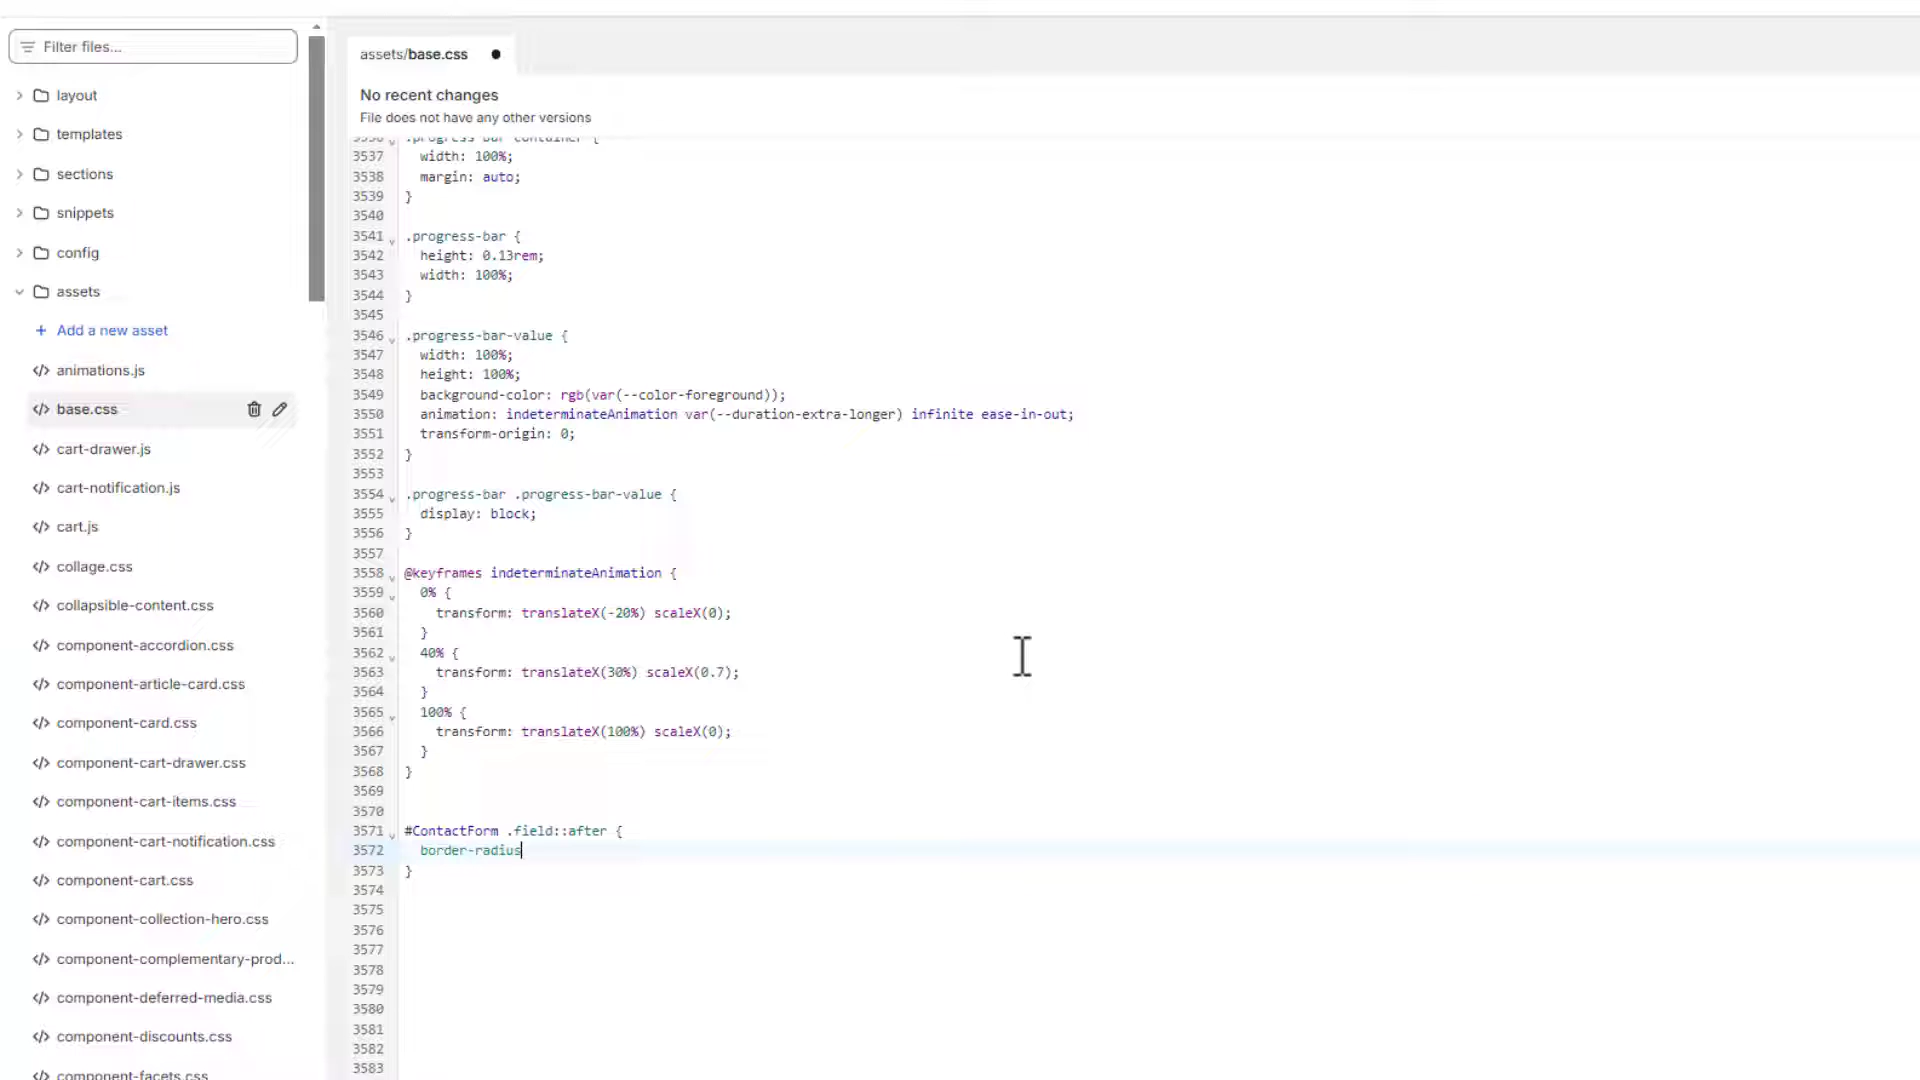 Filter files...
layout
templates
sections
snippets
config
assets
+ Add a new asset
animations.js
base.css
cart-drawer.js
cart-notification.js
cart.js
collage.css
collapsible-content.css
component-accordion.css
component-article-card.css
component-card.css
component-cart-drawer.css
component-cart-items.css
component-cart-notification.css
component-cart.css
component-collection-hero.css
component-complementary-prod...
component-deferred-media.css
component-discounts.css
component-facets.css
assets/base.css
No recent changes
File does not have any other versions
3536 .progress-bar-container {
3537 width: 100%;
3538 margin: auto;
3539 }
3540
3541 .progress-bar {
3542 height: 0.13rem;
3543 width: 100%;
3544 }
3545
3546 .progress-bar-value {
3547 width: 100%;
3548 height: 100%;
3549 background-color: rgb(var(--color-foreground));
3550 animation: indeterminateAnimation var(--duration-extra-longer) infinite ease-in-out;
3551 transform-origin: 0;
3552 }
3553
3554 .progress-bar .progress-bar-value {
3555 display: block;
3556 }
3557
3558 @keyframes indeterminateAnimation {
3559 0% {
3560 transform: translateX(-20%) scaleX(0);
3561 }
3562 40% {
3563 transform: translateX(30%) scaleX(0.7);
3564 }
3565 100% {
3566 transform: translateX(100%) scaleX(0);
3567 }
3568 }
3569
3570
3571 #ContactForm .field::after {
3572 border-radius
3573 }
3574
3575
3576
3577
3578
3579
3580
3581
3582
3583